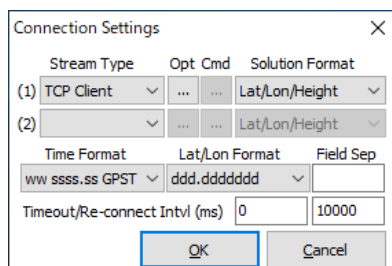 Connection Settings
Stream Type Opt Cmd Solution Format
(1) TCP Client ... ... Lat/Lon/Height
(2) ... ... Lat/Lon/Height
Time Format Lat/Lon Format Field Sep
ww ssss.ss GPST ddd.ddddddd
Timeout/Re-connect Intvl (ms) 0 10000
OK Cancel